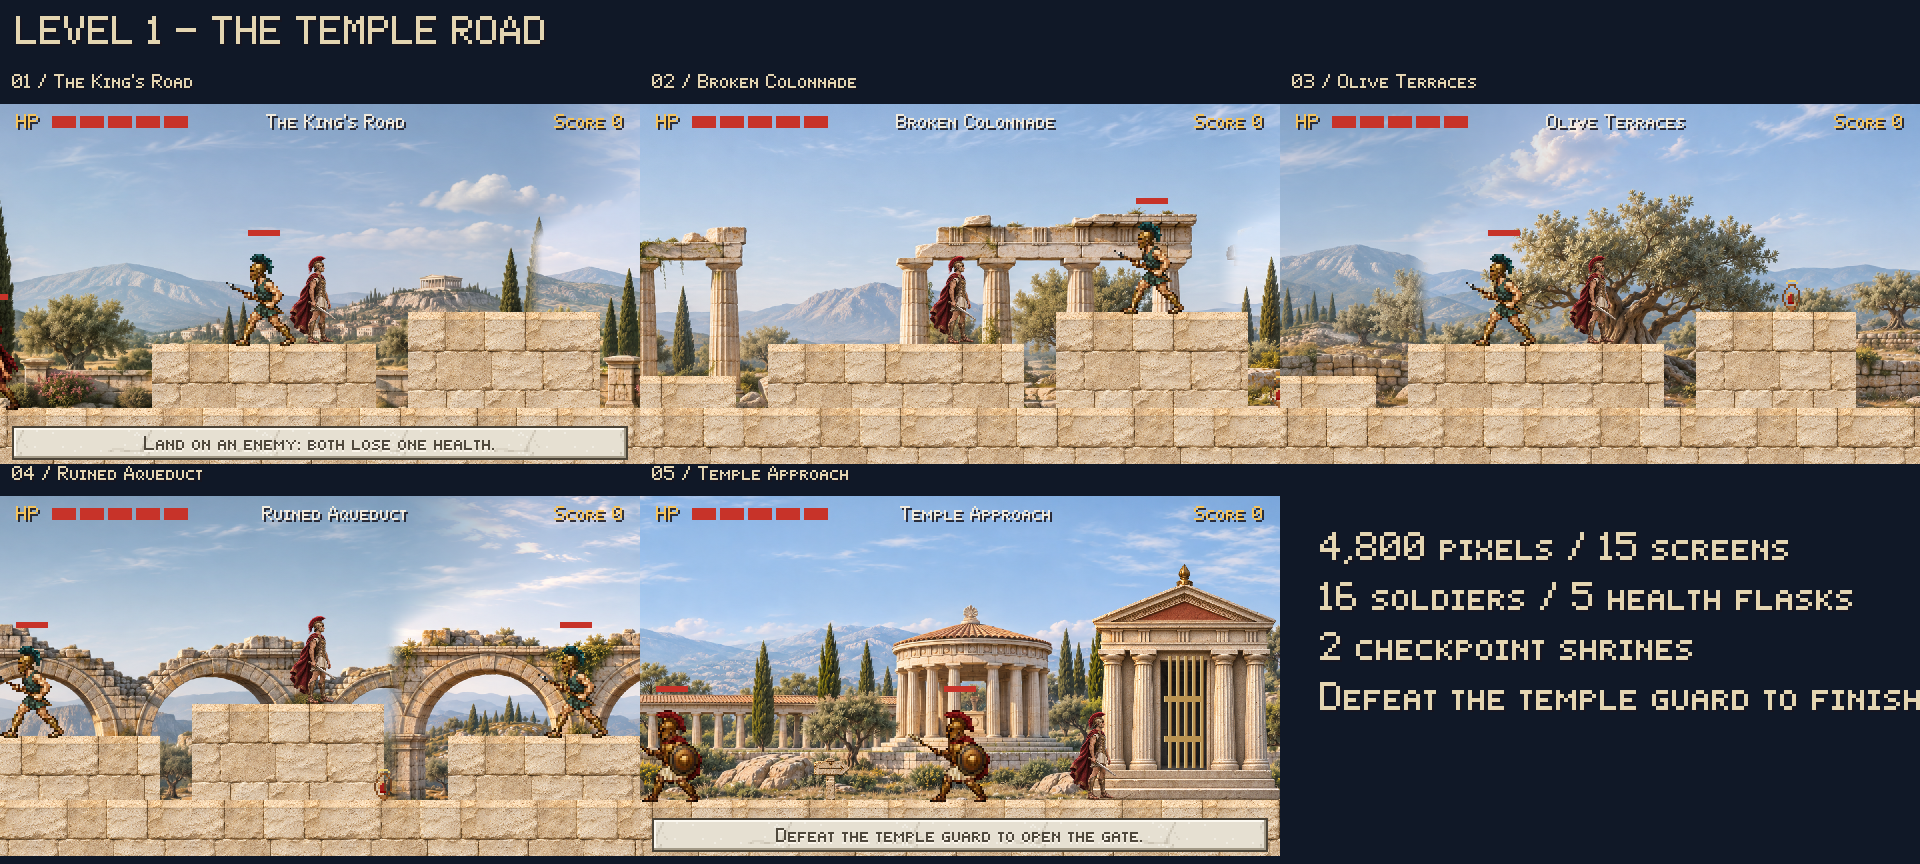 LEVEL 1 – THE TEMPLE ROAD
01 / The King's Road
02 / Broken Colonnade
03 / Olive Terraces
HP The King's Road Score 0
HP Broken Colonnade Score 0
HP Olive Terraces Score 0
Land on an enemy: both lose one health.
04 / Ruined Aqueduct
05 / Temple Approach
HP Ruined Aqueduct Score 0
HP Temple Approach Score 0
Defeat the temple guard to open the gate.
4,800 pixels / 15 screens
16 soldiers / 5 health flasks
2 checkpoint shrines
Defeat the temple guard to finish